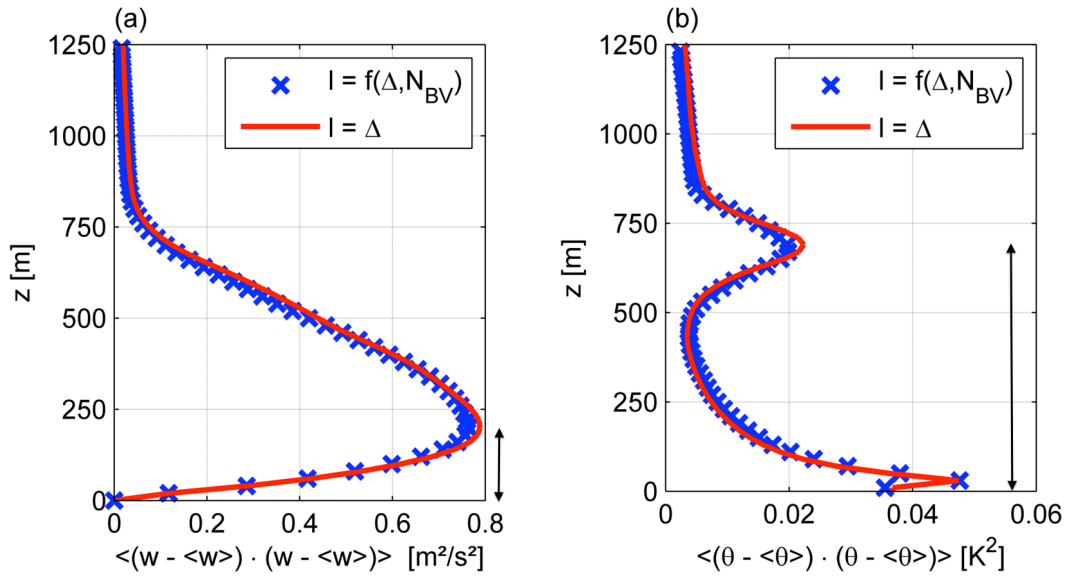 (a)
1250
1000
750
500
250
0
z [m]
l = f(Δ,N_BV)
l = Δ
0 0.2 0.4 0.6 0.8
<(w - <w>) · (w - <w>)> [m²/s²]
(b)
1250
1000
750
500
250
0
z [m]
l = f(Δ,N_BV)
l = Δ
0 0.02 0.04 0.06
<(θ - <θ>) · (θ - <θ>)> [K²]